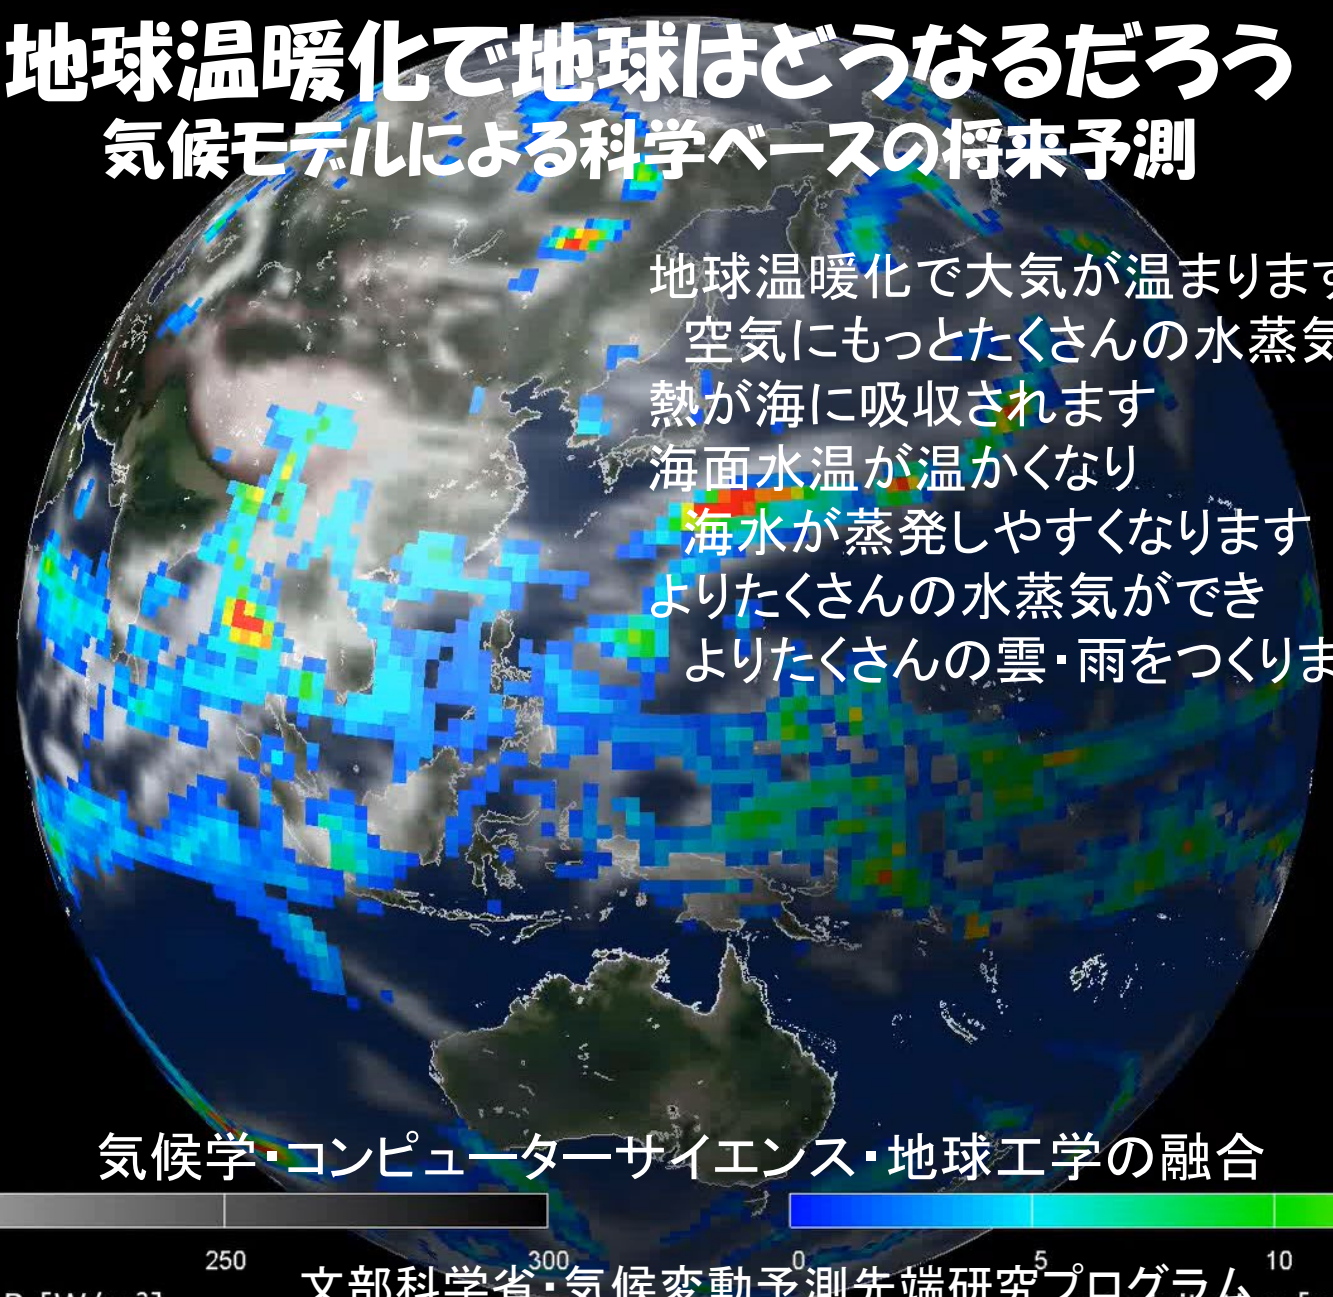 地球温暖化で地球はどうなるだろう
気候モデルによる科学ベースの将来予測
地球温暖化で大気が温まります
空気にもっとたくさんの水蒸気
熱が海に吸収されます
海面水温が温かくなり
海水が蒸発しやすくなります
よりたくさんの水蒸気ができ
よりたくさんの雲・雨をつくりま
気候学・コンピューターサイエンス・地球工学の融合
250 300 0 5 10
文部科学省・気候変動予測先端研究プログラム